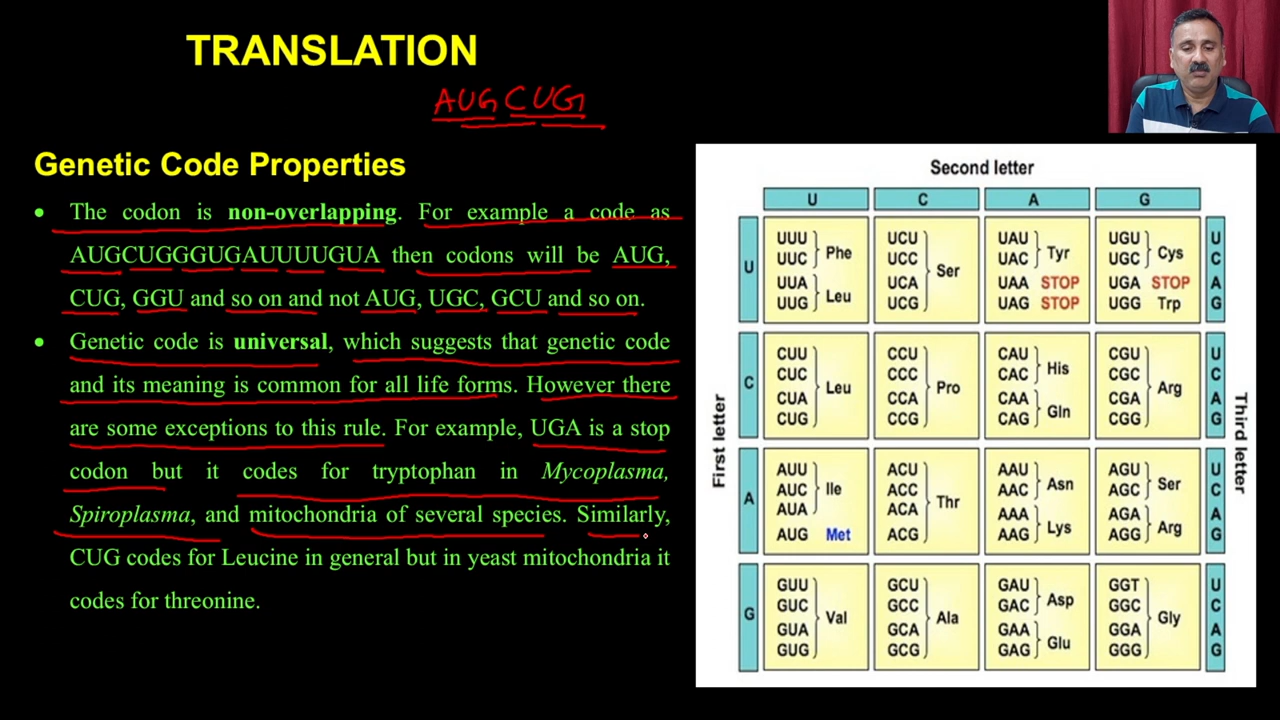 TRANSLATION
AUGCUG
Genetic Code Properties
• The codon is non-overlapping. For example a code as
AUGCUGGGUGAUUUUGUA then codons will be AUG,
CUG, GGU and so on and not AUG, UGC, GCU and so on.
• Genetic code is universal, which suggests that genetic code
and its meaning is common for all life forms. However there
are some exceptions to this rule. For example, UGA is a stop
codon but it codes for tryptophan in Mycoplasma,
Spiroplasma, and mitochondria of several species. Similarly,
CUG codes for Leucine in general but in yeast mitochondria it
codes for threonine.
Second letter
U C A G
First letter
Third letter
U
UUU UCU UAU UGU U
UUC Phe UCC UAC Tyr UGC Cys C
UUA UCA Ser UAA STOP UGA STOP A
UUG Leu UCG UAG STOP UGG Trp G
C
CUU CCU CAU CGU U
CUC CCC CAC His CGC C
CUA Leu CCA Pro CAA CGA Arg A
CUG CCG CAG Gln CGG G
A
AUU ACU AAU AGU U
AUC Ile ACC AAC Asn AGC Ser C
AUA ACA Thr AAA AGA A
AUG Met ACG AAG Lys AGG Arg G
G
GUU GCU GAU GGT U
GUC GCC GAC Asp GGC C
GUA Val GCA Ala GAA GGA Gly A
GUG GCG GAG Glu GGG G